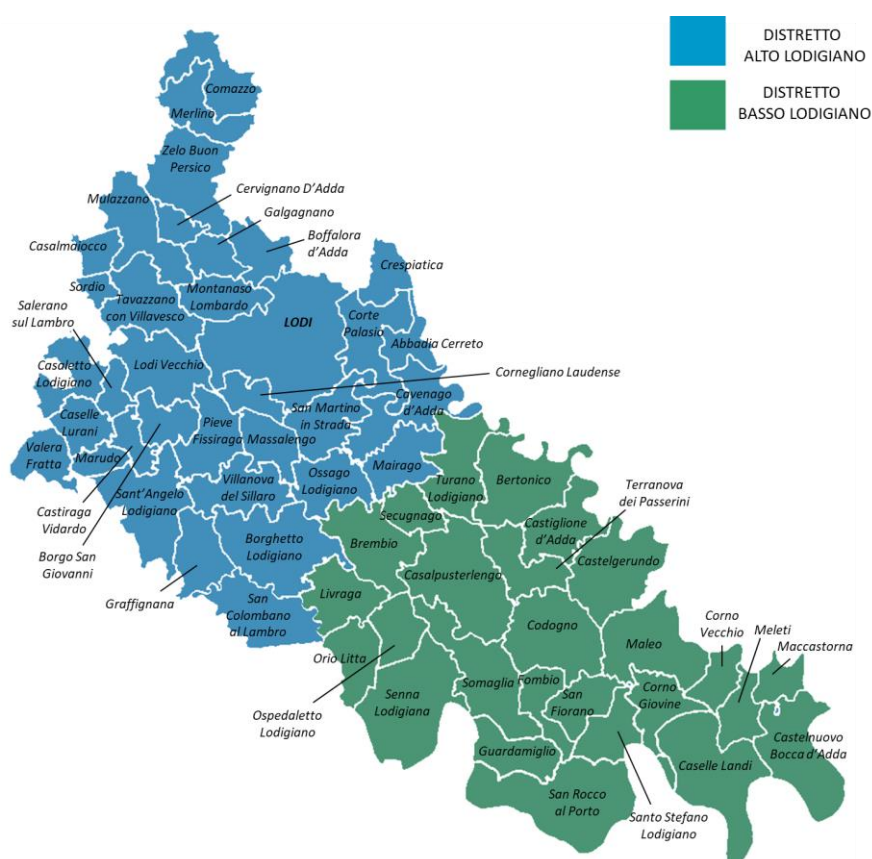 DISTRETTO
ALTO LODIGIANO
DISTRETTO
BASSO LODIGIANO
Comazzo
Merlino
Zelo Buon
Persico
Cervignano D'Adda
Mulazzano
Galgagnano
Boffalora
d'Adda
Casalmaiocco
Crespiatica
Sordio
Tavazzano
con Villavesco
Montanaso
Lombardo
Salerano
sul Lambro
LODI
Corte
Palasio
Abbadia Cerreto
Casaletto
Lodigiano
Lodi Vecchio
Cornegliano Laudense
Cavenago
d'Adda
Caselle
Lurani
San Martino
in Strada
Pieve
Fissiraga
Massalengo
Valera
Fratta
Marudo
Mairago
Ossago
Lodigiano
Villanova
del Sillaro
Sant'Angelo
Lodigiano
Castiraga
Vidardo
Borgo San
Giovanni
Turano
Lodigiano
Bertonico
Terranova
dei Passerini
Secugnago
Castiglione
d'Adda
Brembio
Borghetto
Lodigiano
Castelgerundo
Casalpusterlengo
Graffignana
San
Colombano
al Lambro
Livraga
Codogno
Maleo
Corno
Vecchio
Meleti
Maccastorna
Orio Litta
Ospedaletto
Lodigiano
Senna
Lodigiana
Somaglia
Fombio
San
Fiorano
Corno
Giovine
Castelnuovo
Bocca d'Adda
Guardamiglio
Caselle Landi
San Rocco
al Porto
Santo Stefano
Lodigiano